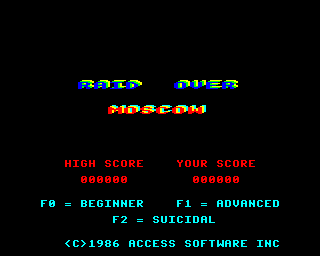 RAID OVER
MOSCOW
HIGH SCORE YOUR SCORE
000000 000000
F0 = BEGINNER F1 = ADVANCED
F2 = SUICIDAL
<C>1986 ACCESS SOFTWARE INC